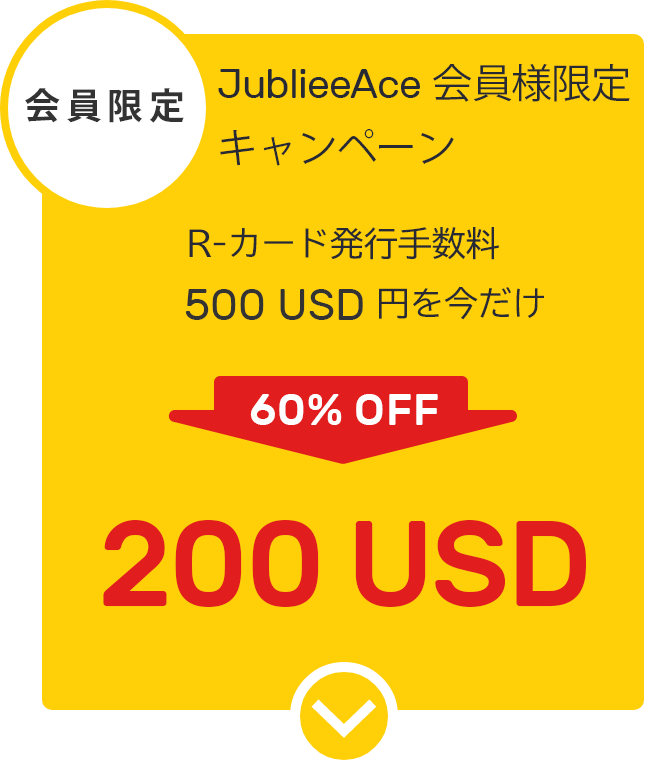 会員限定
JublieeAce 会員様限定
キャンペーン
R-カード発行手数料
500 USD 円を今だけ
60% OFF
200 USD